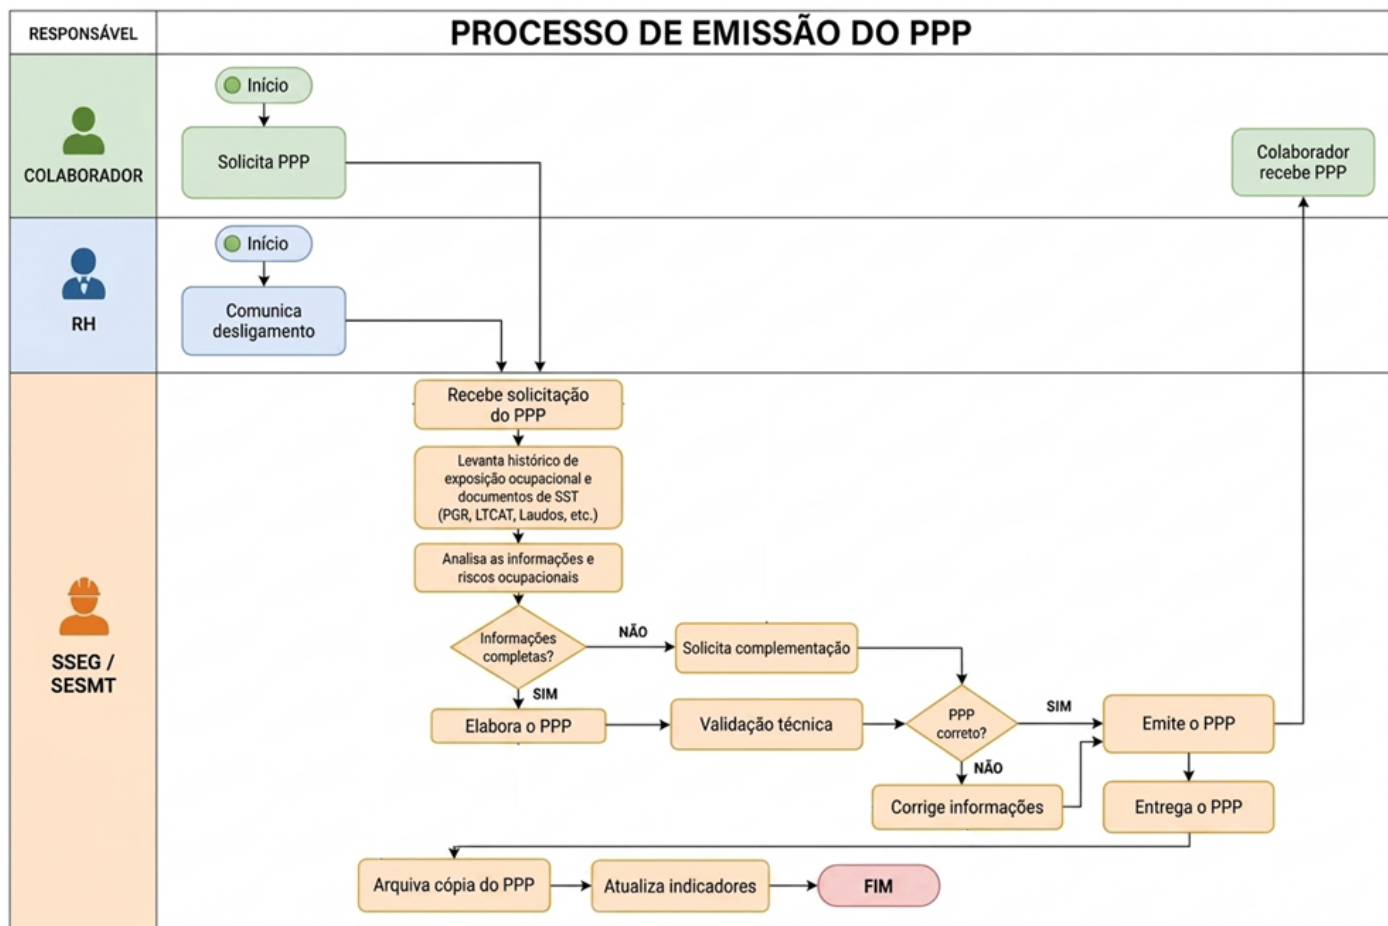 RESPONSÁVEL
PROCESSO DE EMISSÃO DO PPP
COLABORADOR
Início
Solicita PPP
Colaborador
recebe PPP
RH
Início
Comunica
desligamento
SSEG /
SESMT
Recebe solicitação
do PPP
Levanta histórico de
exposição ocupacional e
documentos de SST
(PGR, LTCAT, Laudos, etc.)
Analisa as informações e
riscos ocupacionais
Informações
completas?
NÃO
Solicita complementação
SIM
Elabora o PPP
Validação técnica
PPP
correto?
SIM
Emite o PPP
NÃO
Corrige informações
Entrega o PPP
Arquiva cópia do PPP
Atualiza indicadores
FIM